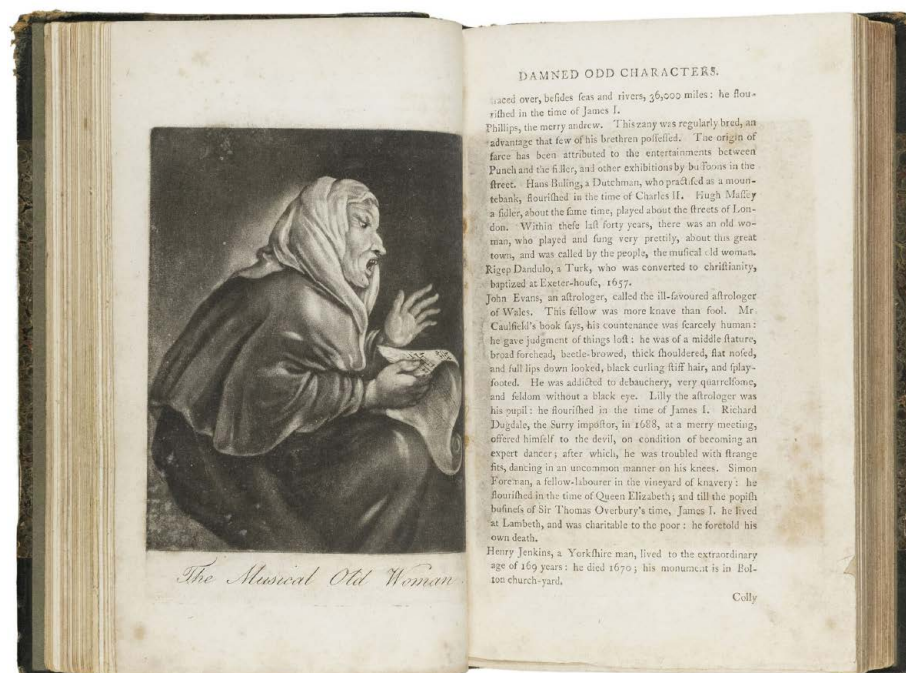 The Musical Old Woman
DAMNED ODD CHARACTERS.
traced over, beſides ſeas and rivers, 36,000 miles: he flou-
riſhed in the time of James I.
Phillips, the merry andrew. This zany was regularly bred, an
advantage that few of his brethren poſſeſſed. The origin of
farce has been attributed to the entertainments between
Punch and the fidler, and other exhibitions by buffoons in the
ſtreet. Hans Buling, a Dutchman, who practiſed as a moun-
tebank, flouriſhed in the time of Charles II. Hugh Maſſey
a fidler, about the ſame time, played about the ſtreets of Lon-
don. Within theſe laſt forty years, there was an old wo-
man, who played and ſung very prettily, about this great
town, and was called by the people, the muſical old woman.
Rigep Dandulo, a Turk, who was converted to chriſtianity,
baptized at Exeter-houſe, 1657.
John Evans, an aſtrologer, called the ill-favoured aſtrologer
of Wales. This fellow was more knave than fool. Mr
Caulfield's book ſays, his countenance was ſcarcely human:
he gave judgment of things loſt: he was of a middle ſtature,
broad forehead, beetle-browed, thick ſhouldered, flat noſed,
and full lips down looked, black curling ſtiff hair, and ſplay-
footed. He was addicted to debauchery, very quarrelſome,
and ſeldom without a black eye. Lilly the aſtrologer was
his pupil: he flouriſhed in the time of James I. Richard
Dugdale, the Surry impoſtor, in 1688, at a merry meeting,
offered himſelf to the devil, on condition of becoming an
expert dancer; after which, he was troubled with ſtrange
fits, dancing in an uncommon manner on his knees. Simon
Foreman, a fellow-labourer in the vineyard of knavery: he
flouriſhed in the time of Queen Elizabeth; and till the popiſh
buſineſs of Sir Thomas Overbury's time, James I. he lived
at Lambeth, and was charitable to the poor: he foretold his
own death.
Henry Jenkins, a Yorkſhire man, lived to the extraordinary
age of 169 years: he died 1670; his monument is in Bol-
ton church-yard.
Colly